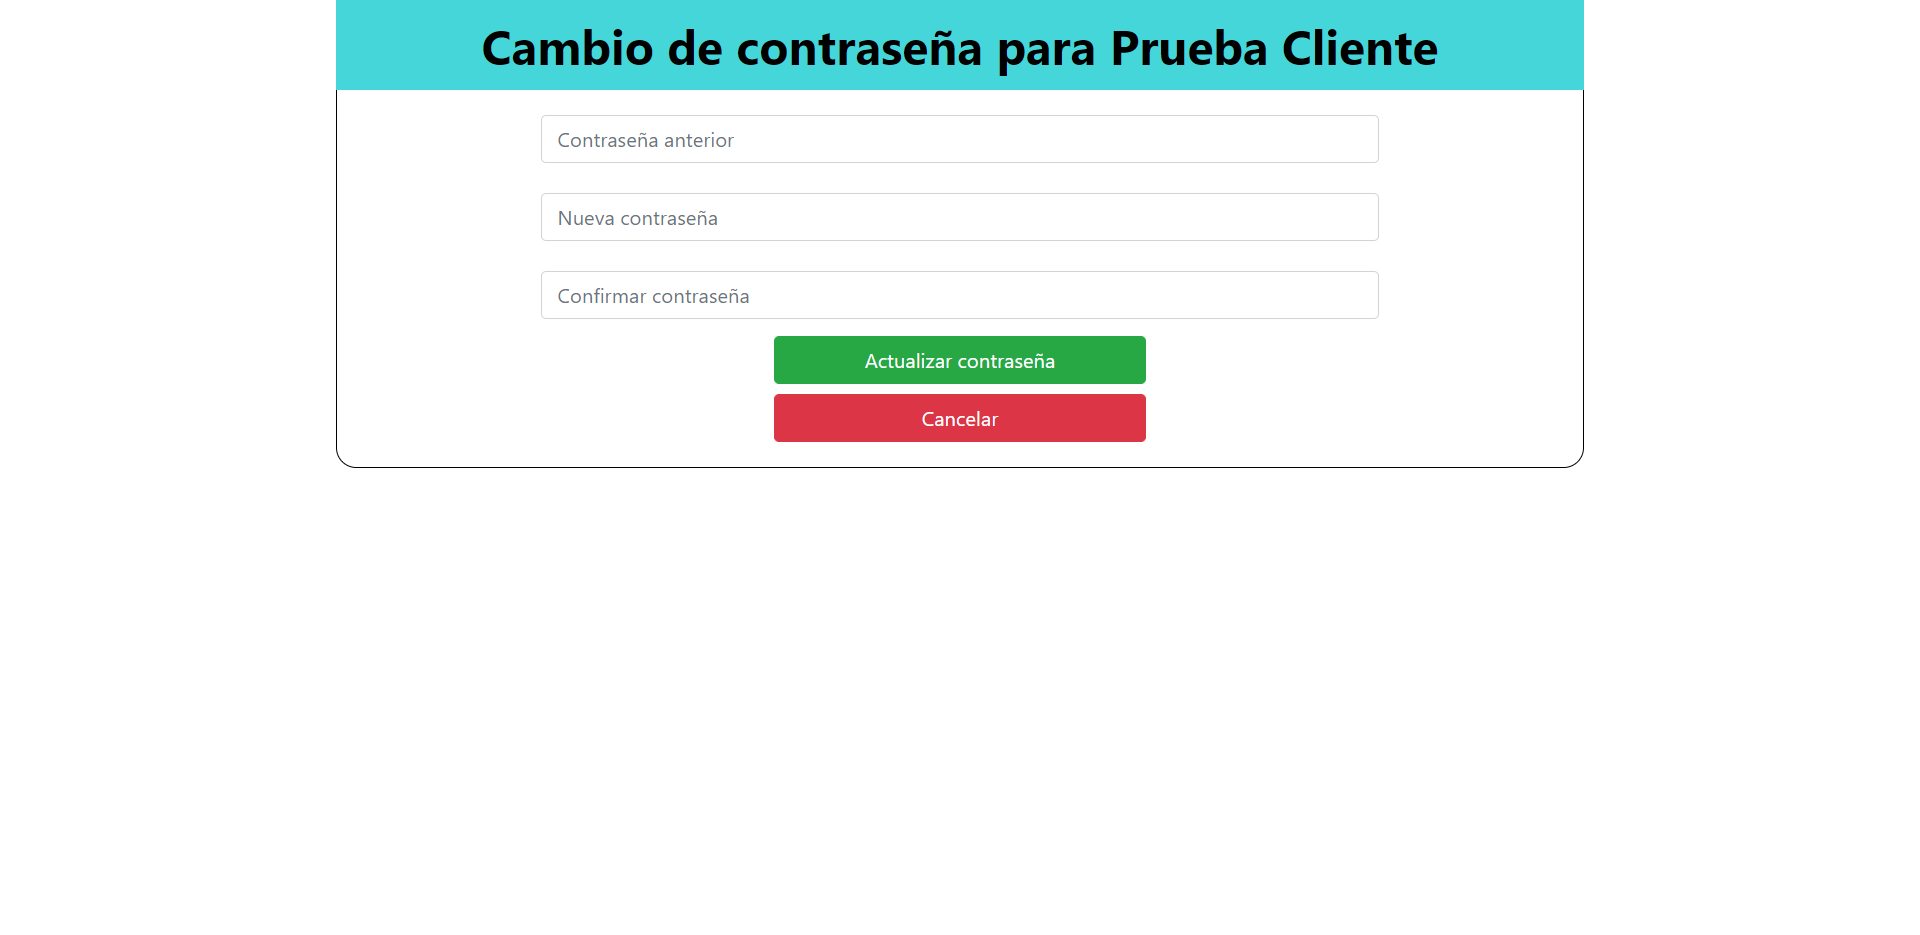 Cambio de contraseña para Prueba Cliente
Contraseña anterior
Nueva contraseña
Confirmar contraseña
Actualizar contraseña
Cancelar